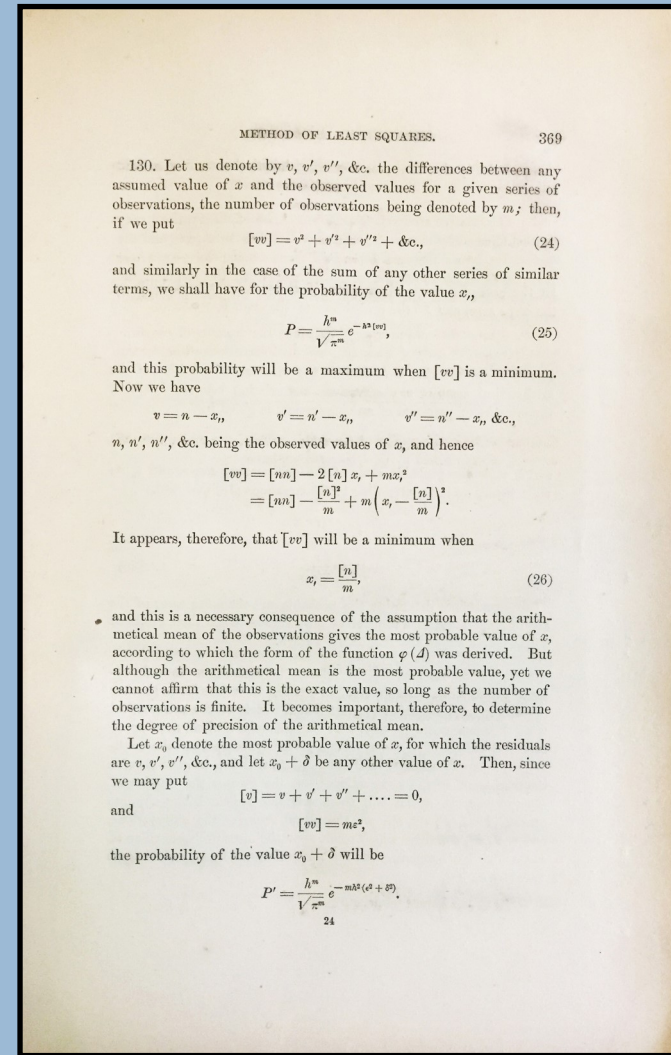 METHOD OF LEAST SQUARES. 369
130. Let us denote by v, v′, v″, &c. the differences between any
assumed value of x and the observed values for a given series of
observations, the number of observations being denoted by m; then,
if we put
[vv] = v² + v′² + v″² + &c., (24)
and similarly in the case of the sum of any other series of similar
terms, we shall have for the probability of the value x,,
P = hᵐ/√πᵐ e^{−h²[vv]}, (25)
and this probability will be a maximum when [vv] is a minimum.
Now we have
v = n — x,, v′ = n′ — x,, v″ = n″ — x,, &c.,
n, n′, n″, &c. being the observed values of x, and hence
[vv] = [nn] — 2 [n] x, + mx,²
= [nn] — [n]²/m + m (x, — [n]/m)².
It appears, therefore, that [vv] will be a minimum when
x, = [n]/m, (26)
and this is a necessary consequence of the assumption that the arith-
metical mean of the observations gives the most probable value of x,
according to which the form of the function φ (Δ) was derived. But
although the arithmetical mean is the most probable value, yet we
cannot affirm that this is the exact value, so long as the number of
observations is finite. It becomes important, therefore, to determine
the degree of precision of the arithmetical mean.
Let x₀ denote the most probable value of x, for which the residuals
are v, v′, v″, &c., and let x₀ + δ be any other value of x. Then, since
we may put
[v] = v + v′ + v″ + .... = 0,
and
[vv] = mε²,
the probability of the value x₀ + δ will be
P′ = hᵐ/√πᵐ e^{−mh²(ε² + δ²)}.
24